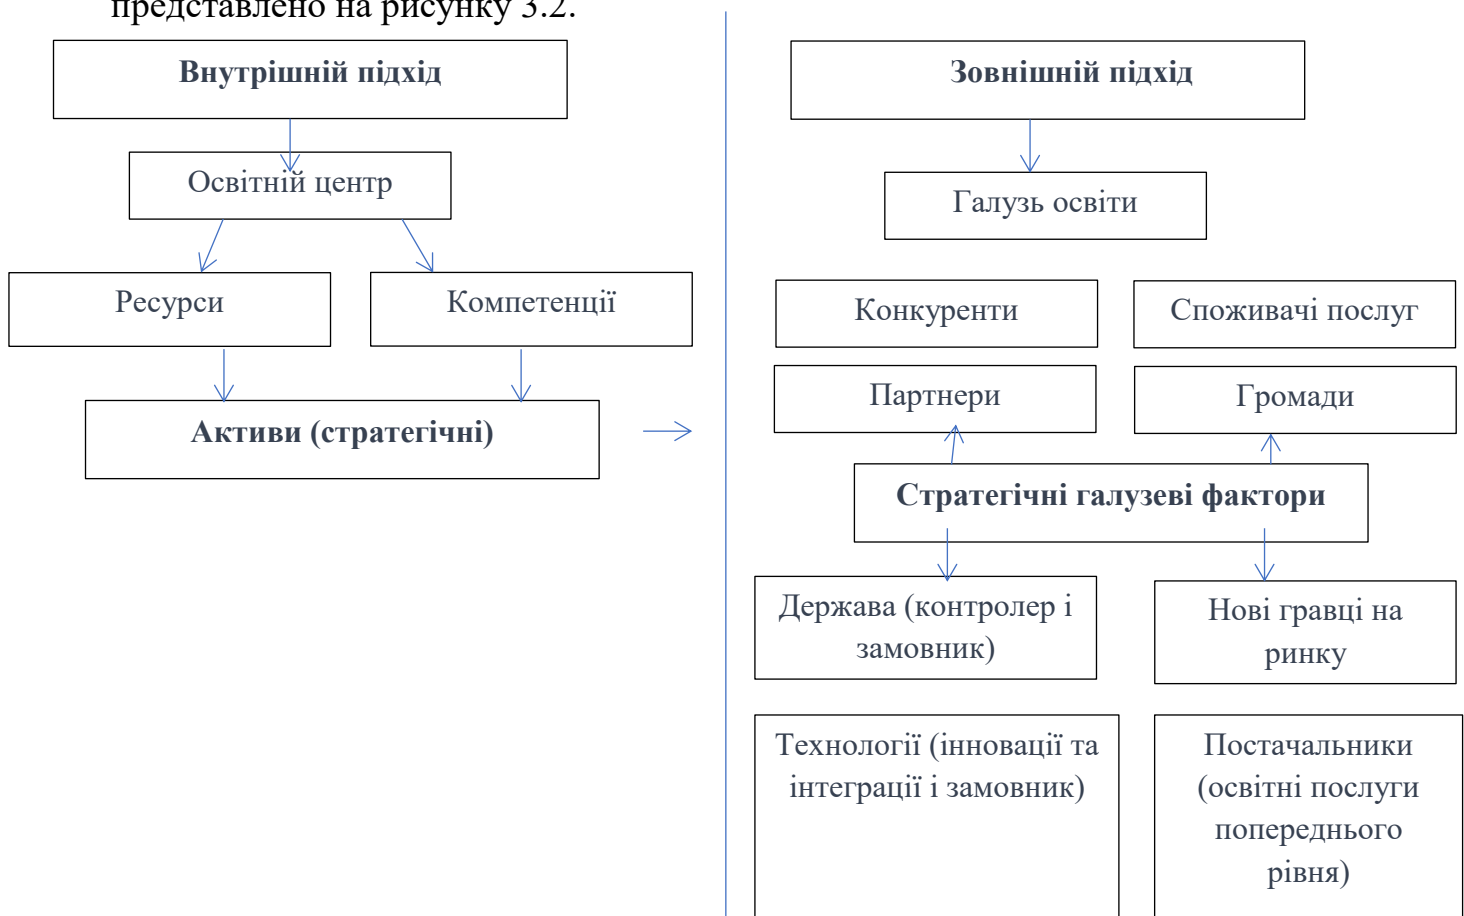 представлено на рисунку 3.2.
Внутрішній підхід
Освітній центр
Ресурси
Компетенції
Активи (стратегічні)
Зовнішній підхід
Галузь освіти
Конкуренти
Споживачі послуг
Партнери
Громади
Стратегічні галузеві фактори
Держава (контролер і
замовник)
Нові гравці на
ринку
Технології (інновації та
інтеграції і замовник)
Постачальники
(освітні послуги
попереднього
рівня)